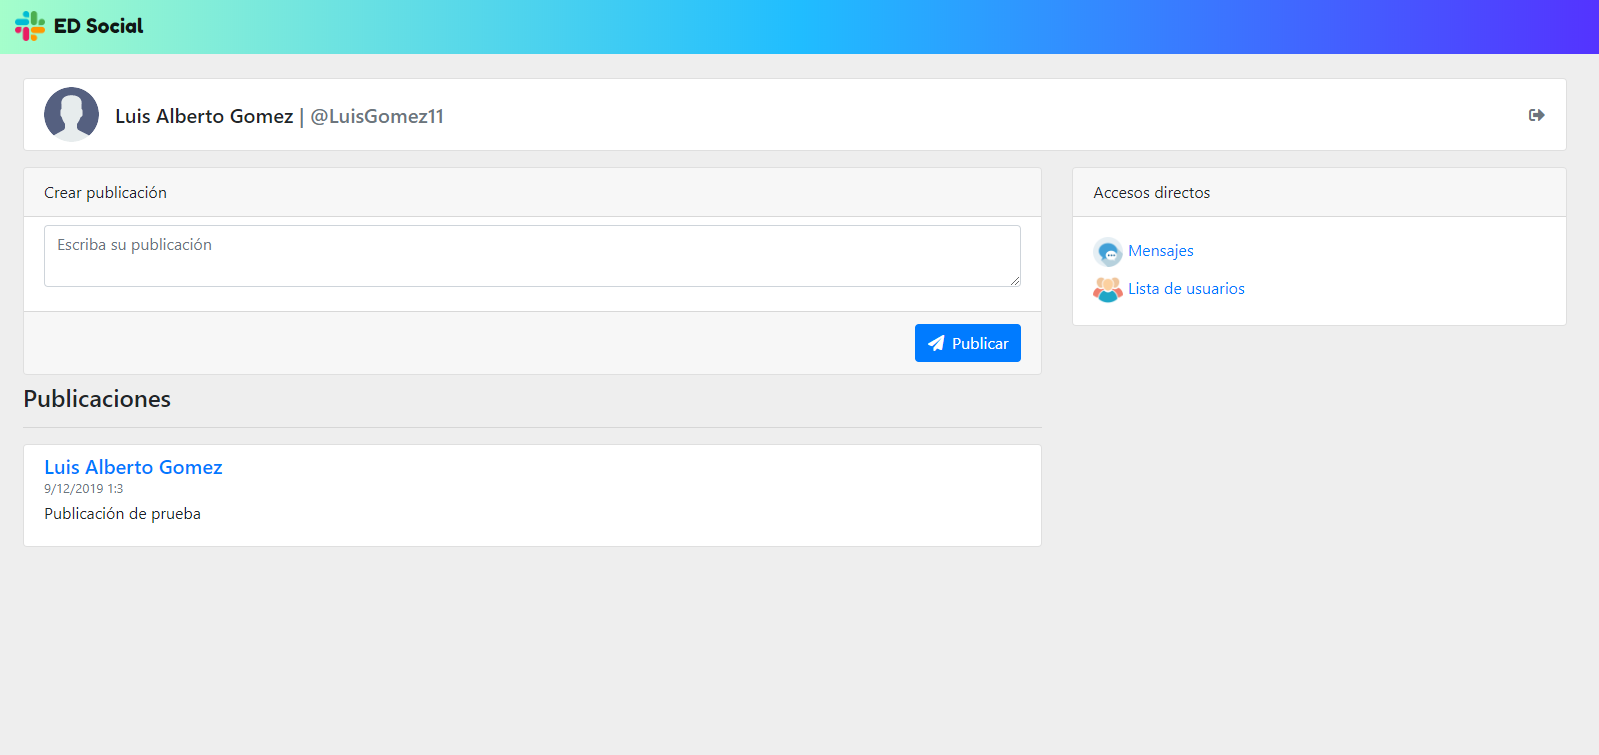 ED Social
Luis Alberto Gomez | @LuisGomez11
Crear publicación
Escriba su publicación
Publicar
Accesos directos
Mensajes
Lista de usuarios
Publicaciones
Luis Alberto Gomez
9/12/2019 1:3
Publicación de prueba